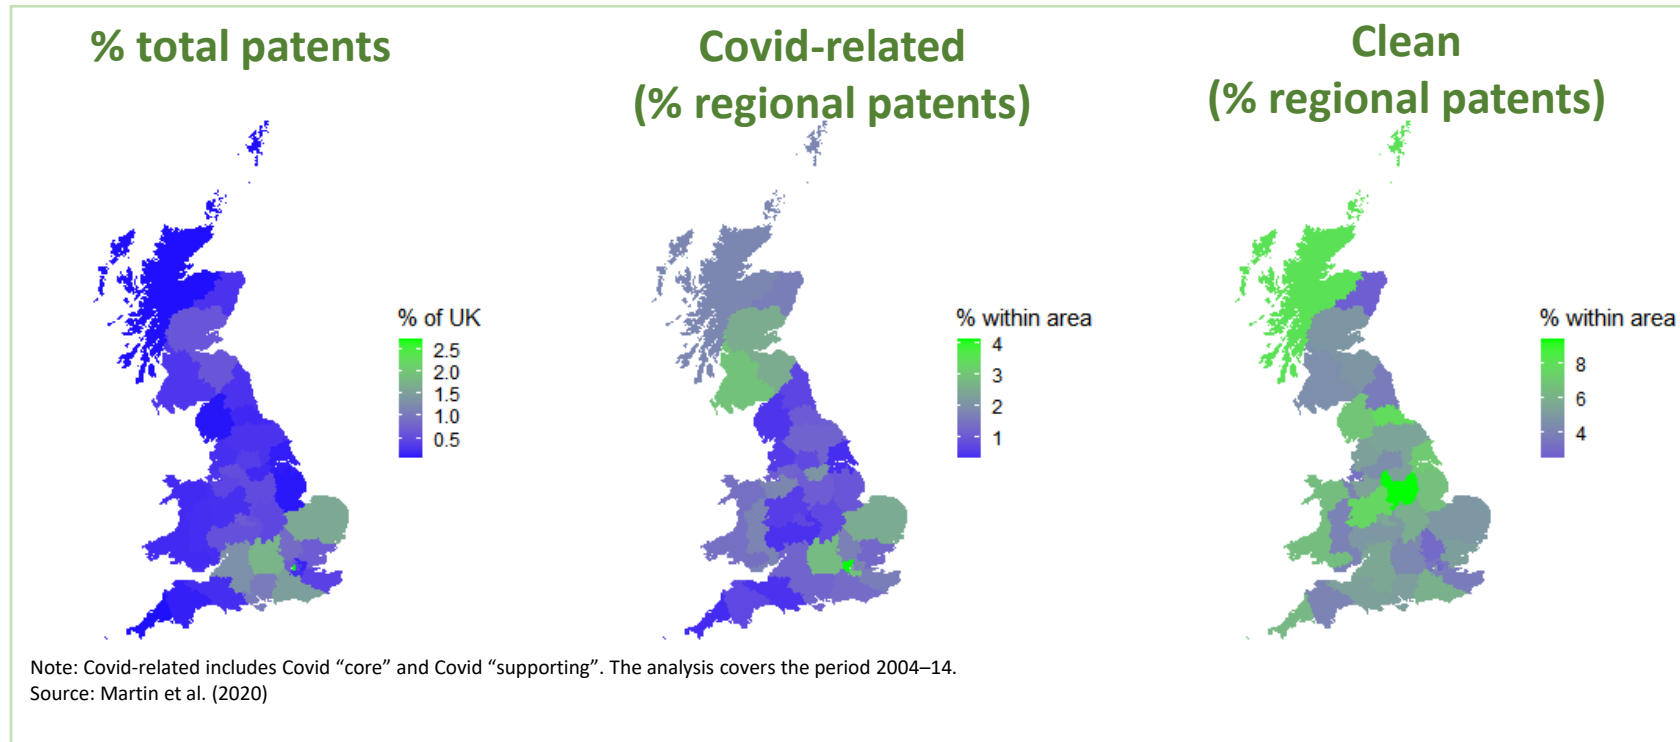 % total patents
Covid-related
(% regional patents)
Clean
(% regional patents)
% of UK
2.5
2.0
1.5
1.0
0.5
% within area
4
3
2
1
% within area
8
6
4
Note: Covid-related includes Covid “core” and Covid “supporting”. The analysis covers the period 2004–14.
Source: Martin et al. (2020)